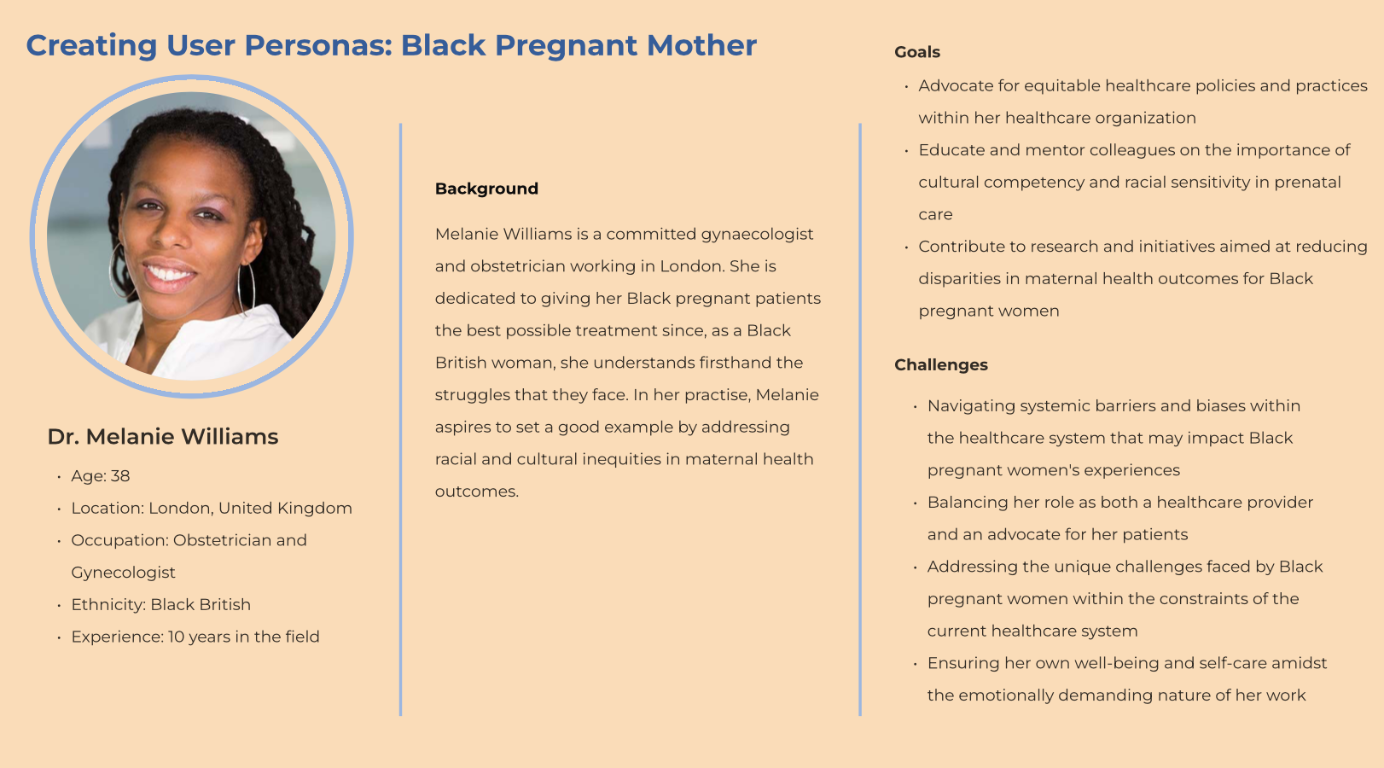 Creating User Personas: Black Pregnant Mother
Dr. Melanie Williams
• Age: 38
• Location: London, United Kingdom
• Occupation: Obstetrician and
Gynecologist
• Ethnicity: Black British
• Experience: 10 years in the field
Background
Melanie Williams is a committed gynaecologist
and obstetrician working in London. She is
dedicated to giving her Black pregnant patients
the best possible treatment since, as a Black
British woman, she understands firsthand the
struggles that they face. In her practise, Melanie
aspires to set a good example by addressing
racial and cultural inequities in maternal health
outcomes.
Goals
• Advocate for equitable healthcare policies and practices
within her healthcare organization
• Educate and mentor colleagues on the importance of
cultural competency and racial sensitivity in prenatal
care
• Contribute to research and initiatives aimed at reducing
disparities in maternal health outcomes for Black
pregnant women
Challenges
• Navigating systemic barriers and biases within
the healthcare system that may impact Black
pregnant women's experiences
• Balancing her role as both a healthcare provider
and an advocate for her patients
• Addressing the unique challenges faced by Black
pregnant women within the constraints of the
current healthcare system
• Ensuring her own well-being and self-care amidst
the emotionally demanding nature of her work